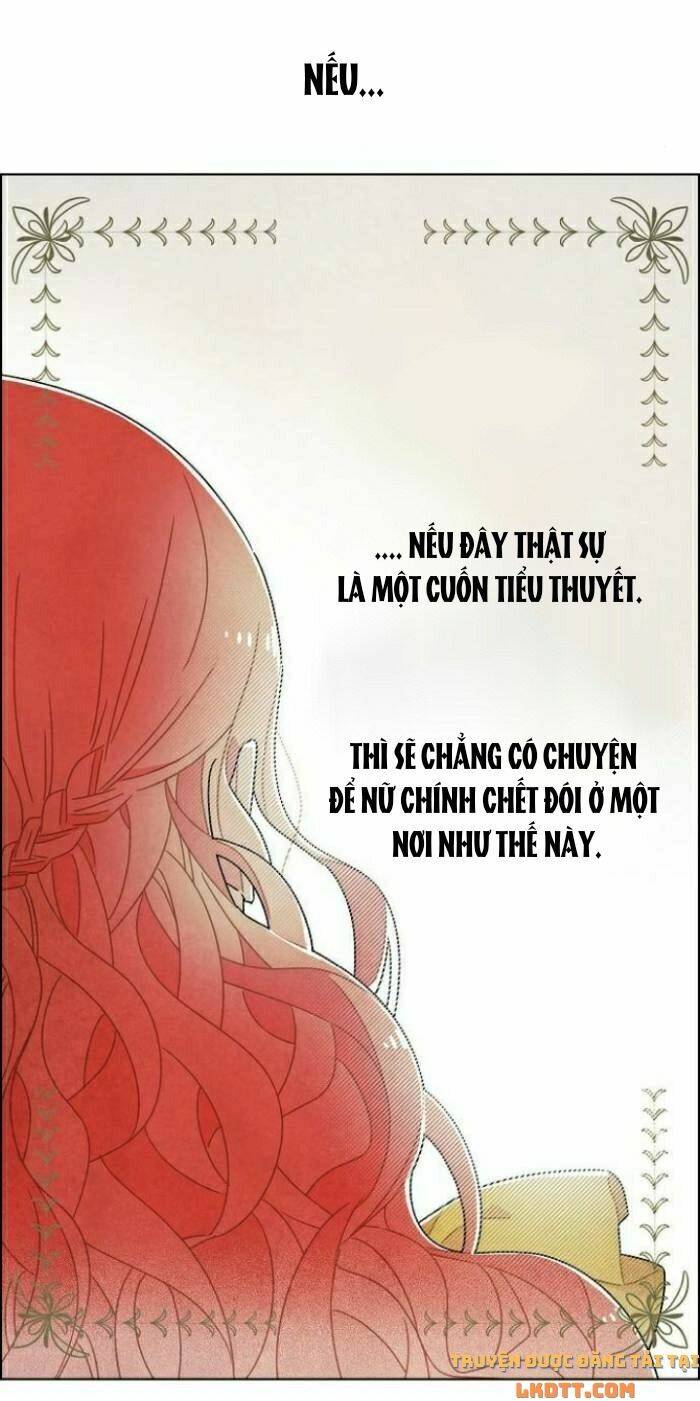 NẾU...
.... NẾU ĐÂY THẬT SỰ
LÀ MỘT CUỐN TIỂU THUYẾT.
THÌ SẼ CHẲNG CÓ CHUYỆN
ĐỂ NỮ CHÍNH CHẾT ĐÓI Ở MỘT
NƠI NHƯ THẾ NÀY.
TRUYỆN ĐƯỢC ĐĂNG TẢI TẠI
LKDTT.COM